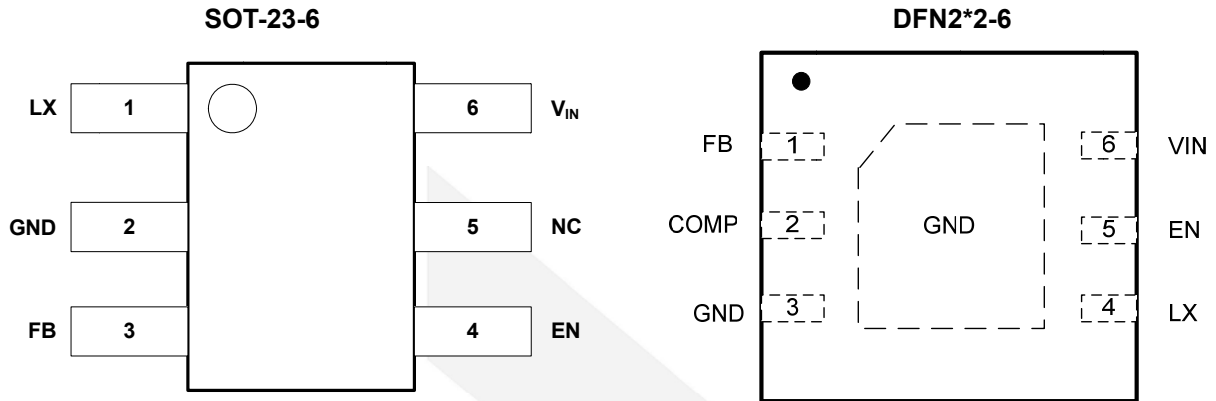 SOT-23-6
LX 1 6 VIN
GND 2 5 NC
FB 3 4 EN
DFN2*2-6
FB 1 6 VIN
COMP 2 GND 5 EN
GND 3 4 LX